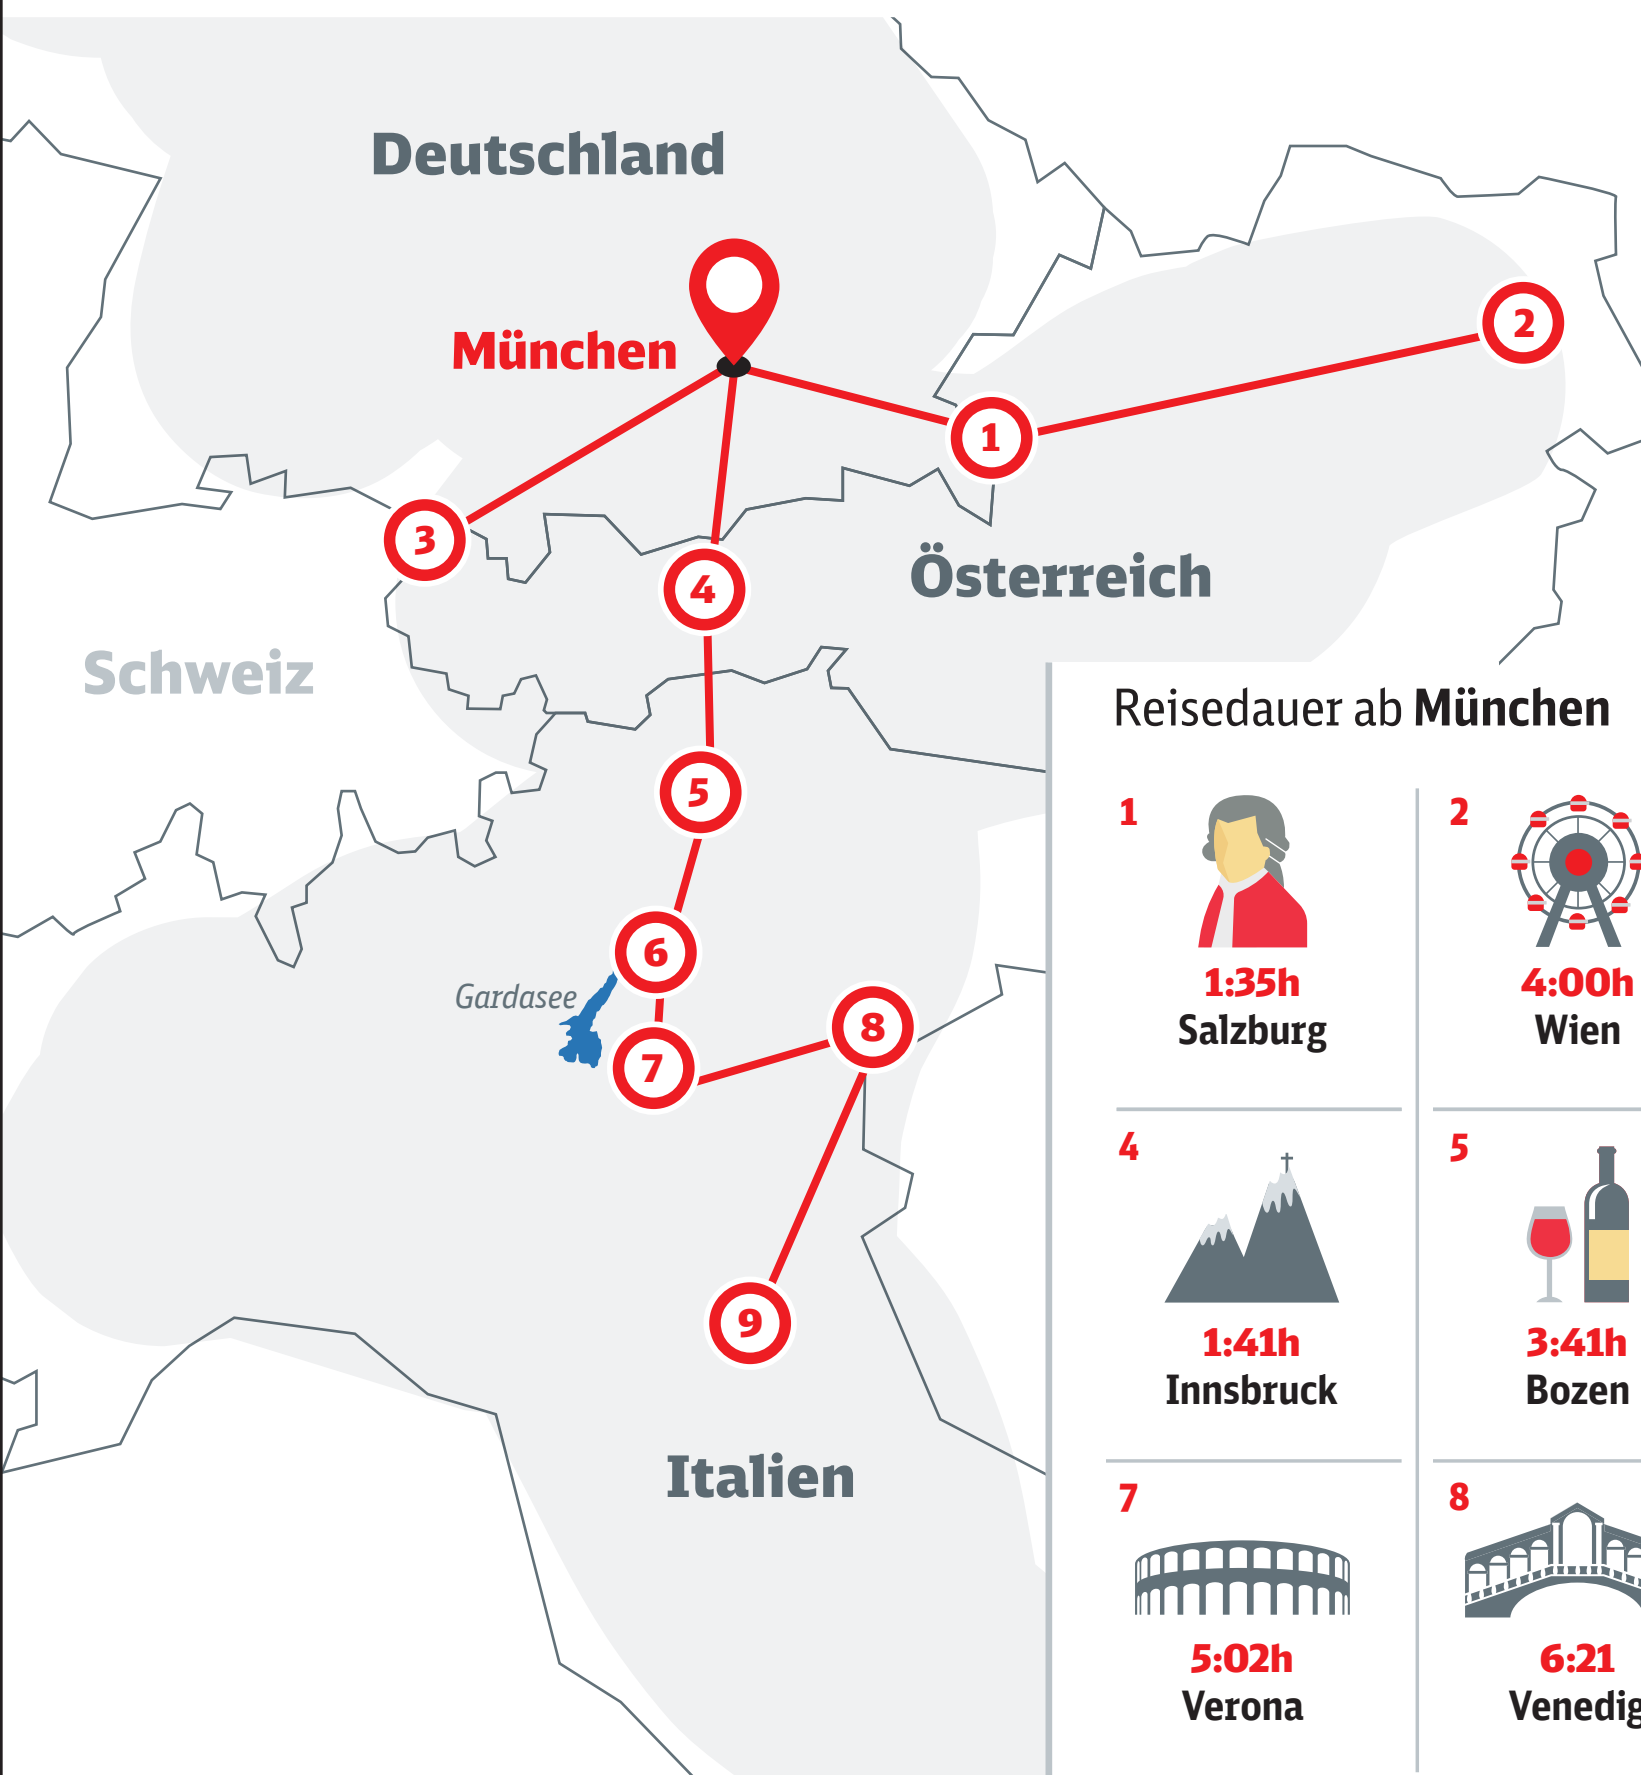 Deutschland
München
2
1
3
4
Österreich
Schweiz
5
6
Gardasee
8
7
9
Italien
Reisedauer ab München
1
1:35h
Salzburg
2
4:00h
Wien
4
1:41h
Innsbruck
5
3:41h
Bozen
7
5:02h
Verona
8
6:21
Venedig